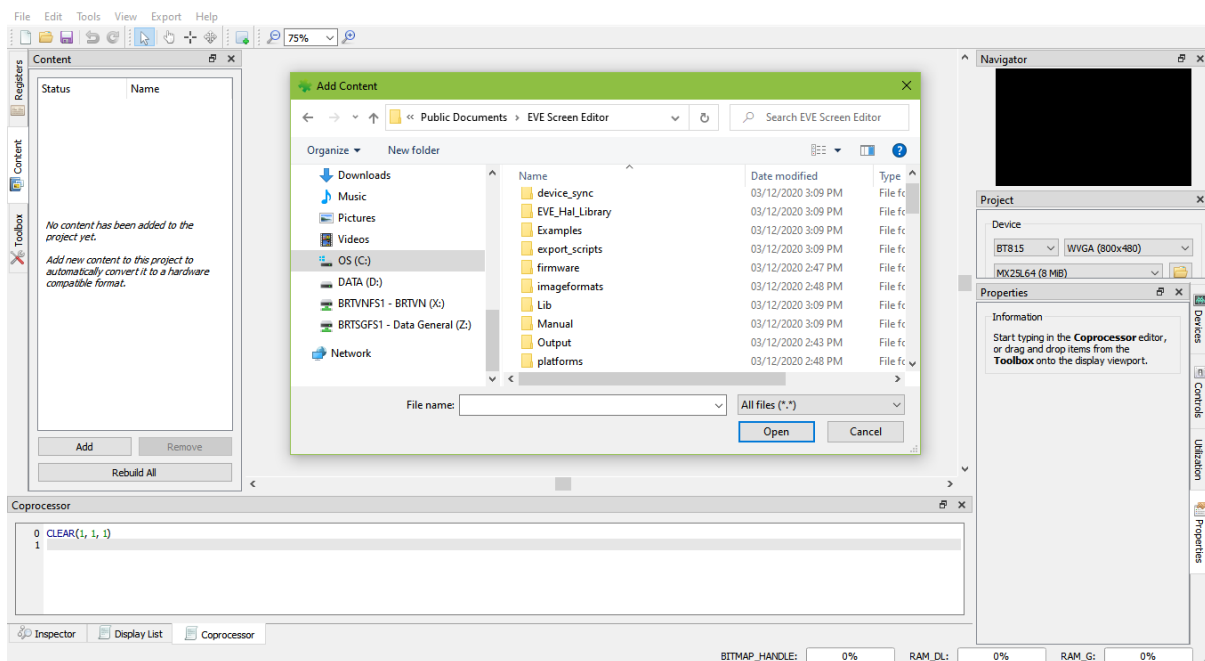 File Edit Tools View Export Help
75%
Registers
Content
Toolbox
Content
Status Name
No content has been added to the
project yet.
Add new content to this project to
automatically convert it to a hardware
compatible format.
Add Remove
Rebuild All
Add Content
« Public Documents › EVE Screen Editor
Search EVE Screen Editor
Organize New folder
Downloads
Music
Pictures
Videos
OS (C:)
DATA (D:)
BRTVNFS1 - BRTVN (X:)
BRTSGFS1 - Data General (Z:)
Network
Name Date modified Type
device_sync 03/12/2020 3:09 PM File fc
EVE_Hal_Library 03/12/2020 3:09 PM File fc
Examples 03/12/2020 3:09 PM File fc
export_scripts 03/12/2020 3:09 PM File fc
firmware 03/12/2020 2:47 PM File fc
imageformats 03/12/2020 2:48 PM File fc
Lib 03/12/2020 3:09 PM File fc
Manual 03/12/2020 3:09 PM File fc
Output 03/12/2020 2:43 PM File fc
platforms 03/12/2020 2:48 PM File fc
File name: All files (*.*)
Open Cancel
Navigator
Project
Device
BT815 WVGA (800x480)
MX25L64 (8 MiB)
Properties
Information
Start typing in the Coprocessor editor,
or drag and drop items from the
Toolbox onto the display viewport.
Devices
Controls
Utilization
Properties
Coprocessor
0 CLEAR(1, 1, 1)
1
Inspector Display List Coprocessor
BITMAP_HANDLE: 0% RAM_DL: 0% RAM_G: 0%